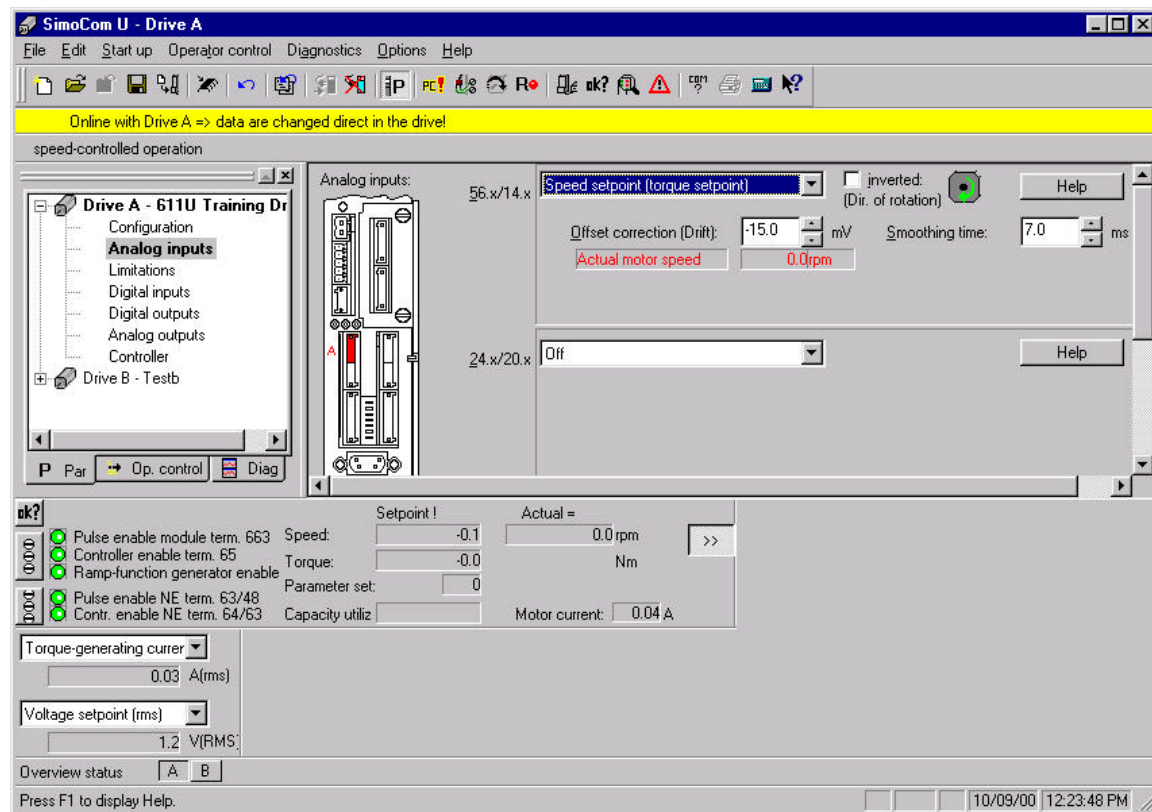 SimoCom U - Drive A
File Edit Start up Operator control Diagnostics Options Help
P PC! R ok? COM ?
Online with Drive A => data are changed direct in the drive!
speed-controlled operation
Drive A - 611U Training Dr
Configuration
Analog inputs
Limitations
Digital inputs
Digital outputs
Analog outputs
Controller
Drive B - Testb
P Par Op. control Diag
Analog inputs:
A
56.x/14.x Speed setpoint (torque setpoint) inverted: Help
(Dir. of rotation)
Offset correction (Drift): -15.0 mV Smoothing time: 7.0 ms
Actual motor speed 0.0 rpm
24.x/20.x Off Help
ok? Setpoint ! Actual =
Pulse enable module term. 663 Speed: -0.1 0.0 rpm >>
Controller enable term. 65
Torque: -0.0 Nm
Ramp-function generator enable
Parameter set: 0
Pulse enable NE term. 63/48
Contr. enable NE term. 64/63 Capacity utiliz Motor current: 0.04 A
Torque-generating currer
0.03 A(rms)
Voltage setpoint (rms)
1.2 V(RMS)
Overview status A B
Press F1 to display Help. 10/09/00 12:23:48 PM